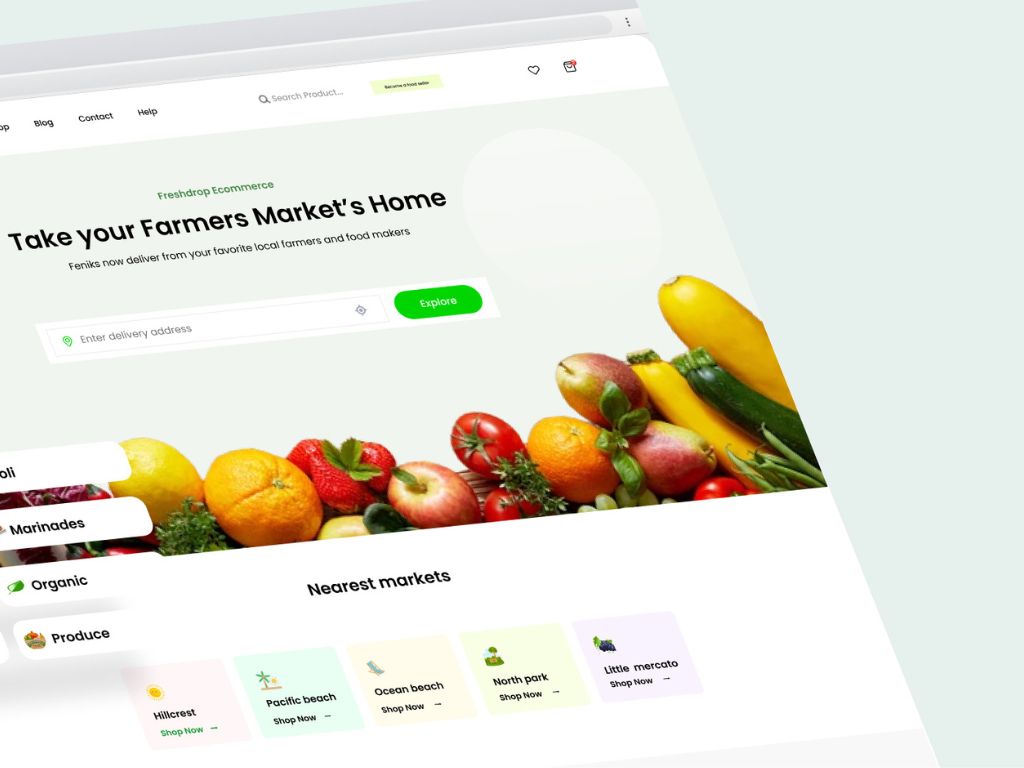 Blog
Contact
Help
Search Product...
Become a food seller
Freshdrop Ecommerce
Take your Farmers Market's Home
Feniks now deliver from your favorite local farmers and food makers
Enter delivery address
Explore
Marinades
Organic
Produce
Nearest markets
Hillcrest
Shop Now →
Pacific beach
Shop Now →
Ocean beach
Shop Now →
North park
Shop Now →
Little mercato
Shop Now →